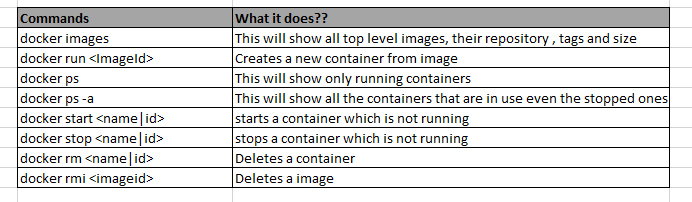 Commands What it does??
docker images This will show all top level images, their repository , tags and size
docker run <ImageId> Creates a new container from image
docker ps This will show only running containers
docker ps -a This will show all the containers that are in use even the stopped ones
docker start <name|id> starts a container which is not running
docker stop <name|id> stops a container which is not running
docker rm <name|id> Deletes a container
docker rmi <imageid> Deletes a image